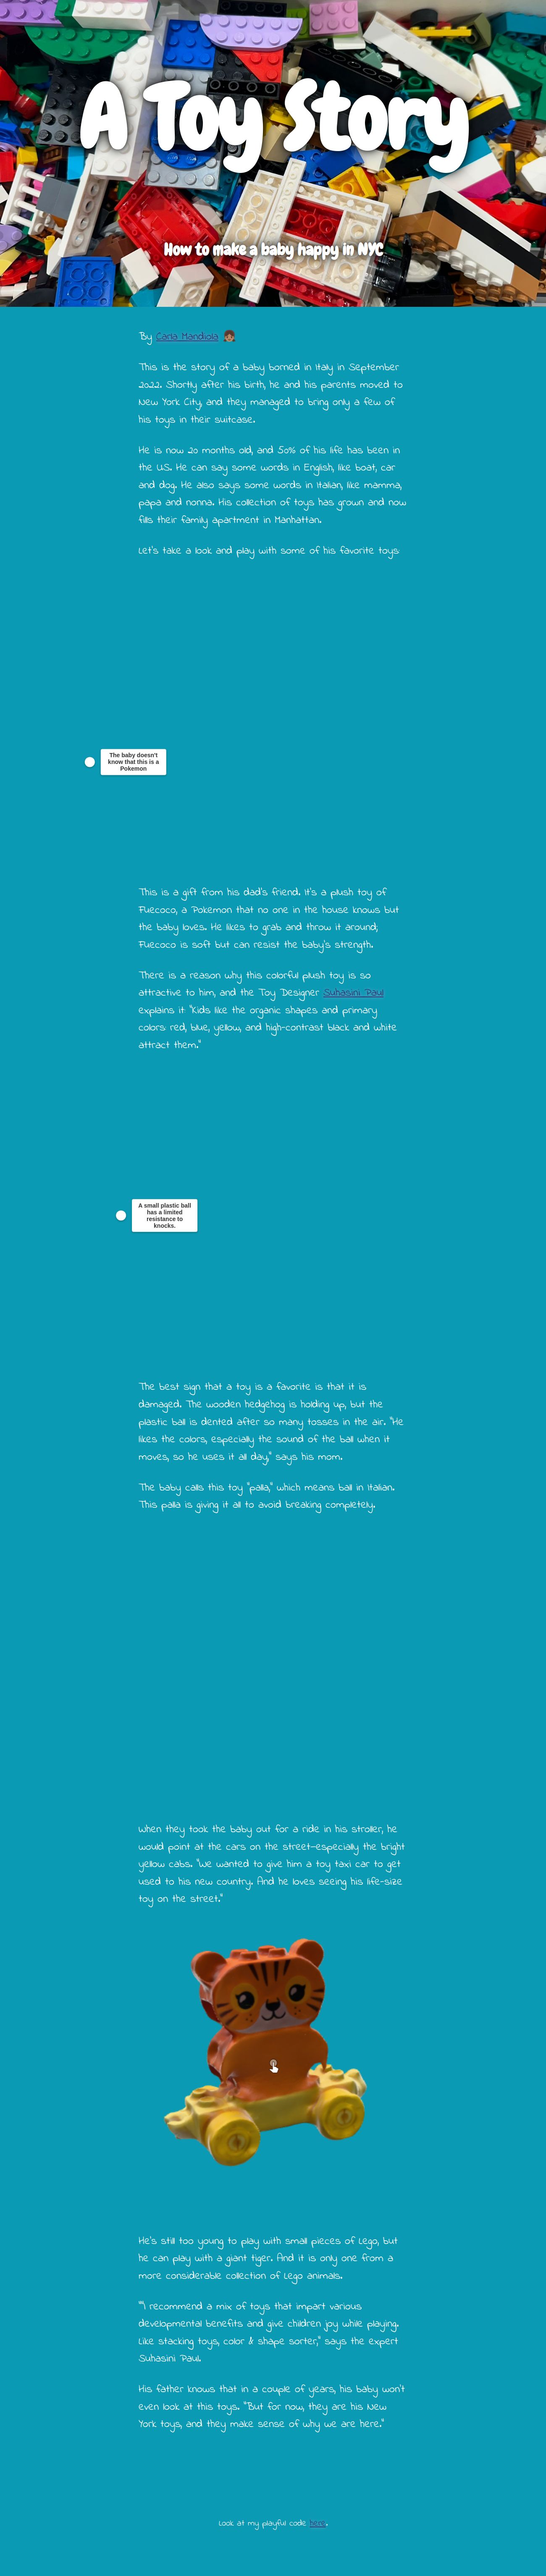 A Toy Story
How to make a baby happy in NYC
By Carla Mandiola 👧🏽
This is the story of a baby borned in Italy in September
2022. Shortly after his birth, he and his parents moved to
New York City, and they managed to bring only a few of
his toys in their suitcase.
He is now 20 months old, and 50% of his life has been in
the US. He can say some words in English, like boat, car
and dog. He also says some words in Italian, like mamma,
papa and nonna. His collection of toys has grown and now
fills their family apartment in Manhattan.
Let's take a look and play with some of his favorite toys:
The baby doesn't
know that this is a
Pokemon
This is a gift from his dad's friend. It's a plush toy of
Fuecoco, a Pokemon that no one in the house knows but
the baby loves. He likes to grab and throw it around;
Fuecoco is soft but can resist the baby's strength.
There is a reason why this colorful plush toy is so
attractive to him, and the Toy Designer Suhasini Paul
explains it: "Kids like the organic shapes and primary
colors: red, blue, yellow, and high-contrast black and white
attract them."
A small plastic ball
has a limited
resistance to
knocks.
The best sign that a toy is a favorite is that it is
damaged. The wooden hedgehog is holding up, but the
plastic ball is dented after so many tosses in the air. "He
likes the colors, especially the sound of the ball when it
moves, so he uses it all day," says his mom.
The baby calls this toy "palla," which means ball in Italian.
This palla is giving it all to avoid breaking completely.
When they took the baby out for a ride in his stroller, he
would point at the cars on the street—especially the bright
yellow cabs. "We wanted to give him a toy taxi car to get
used to his new country. And he loves seeing his life-size
toy on the street."
He's still too young to play with small pieces of Lego, but
he can play with a giant tiger. And it is only one from a
more considerable collection of Lego animals.
""I recommend a mix of toys that impart various
developmental benefits and give children joy while playing.
Like stacking toys, color & shape sorter," says the expert
Suhasini Paul.
His father knows that in a couple of years, his baby won't
even look at this toys. "But for now, they are his New
York toys, and they make sense of why we are here."
Look at my playful code here.